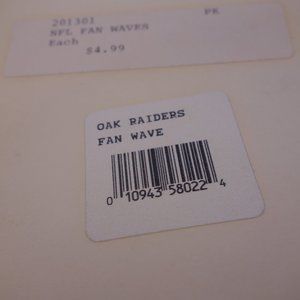 201301 PK
NFL FAN WAVES
Each
$4.99
OAK RAIDERS
FAN WAVE
0 10943 58022 4